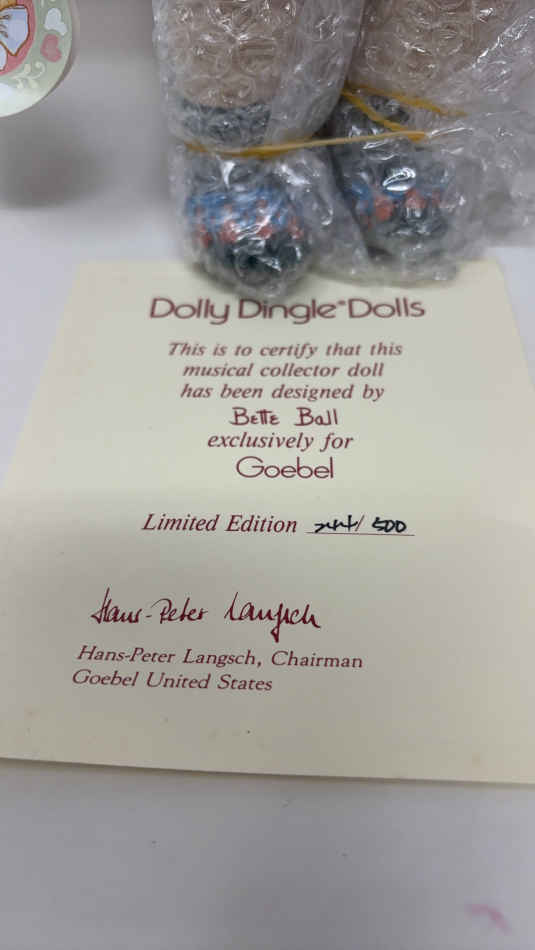 Dolly Dingle® Dolls
This is to certify that this
musical collector doll
has been designed by
Bette Ball
exclusively for
Goebel
Limited Edition / 500
Hans-Peter Langsch
Hans-Peter Langsch, Chairman
Goebel United States